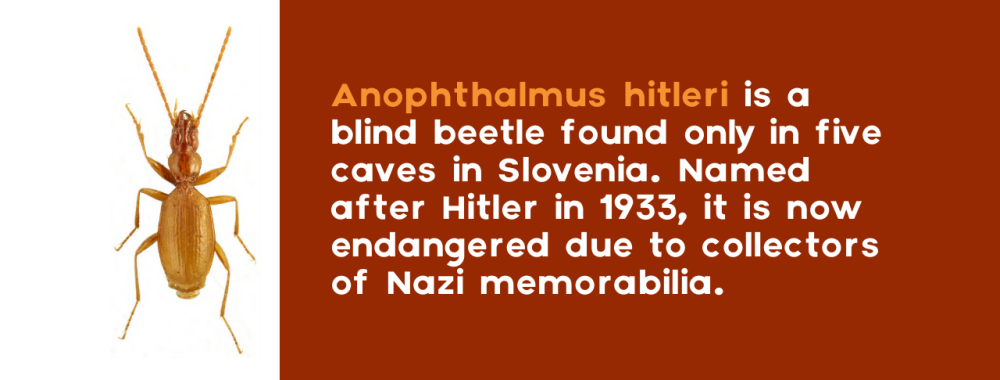 Anophthalmus hitleri is a
blind beetle found only in five
caves in Slovenia. Named
after Hitler in 1933, it is now
endangered due to collectors
of Nazi memorabilia.